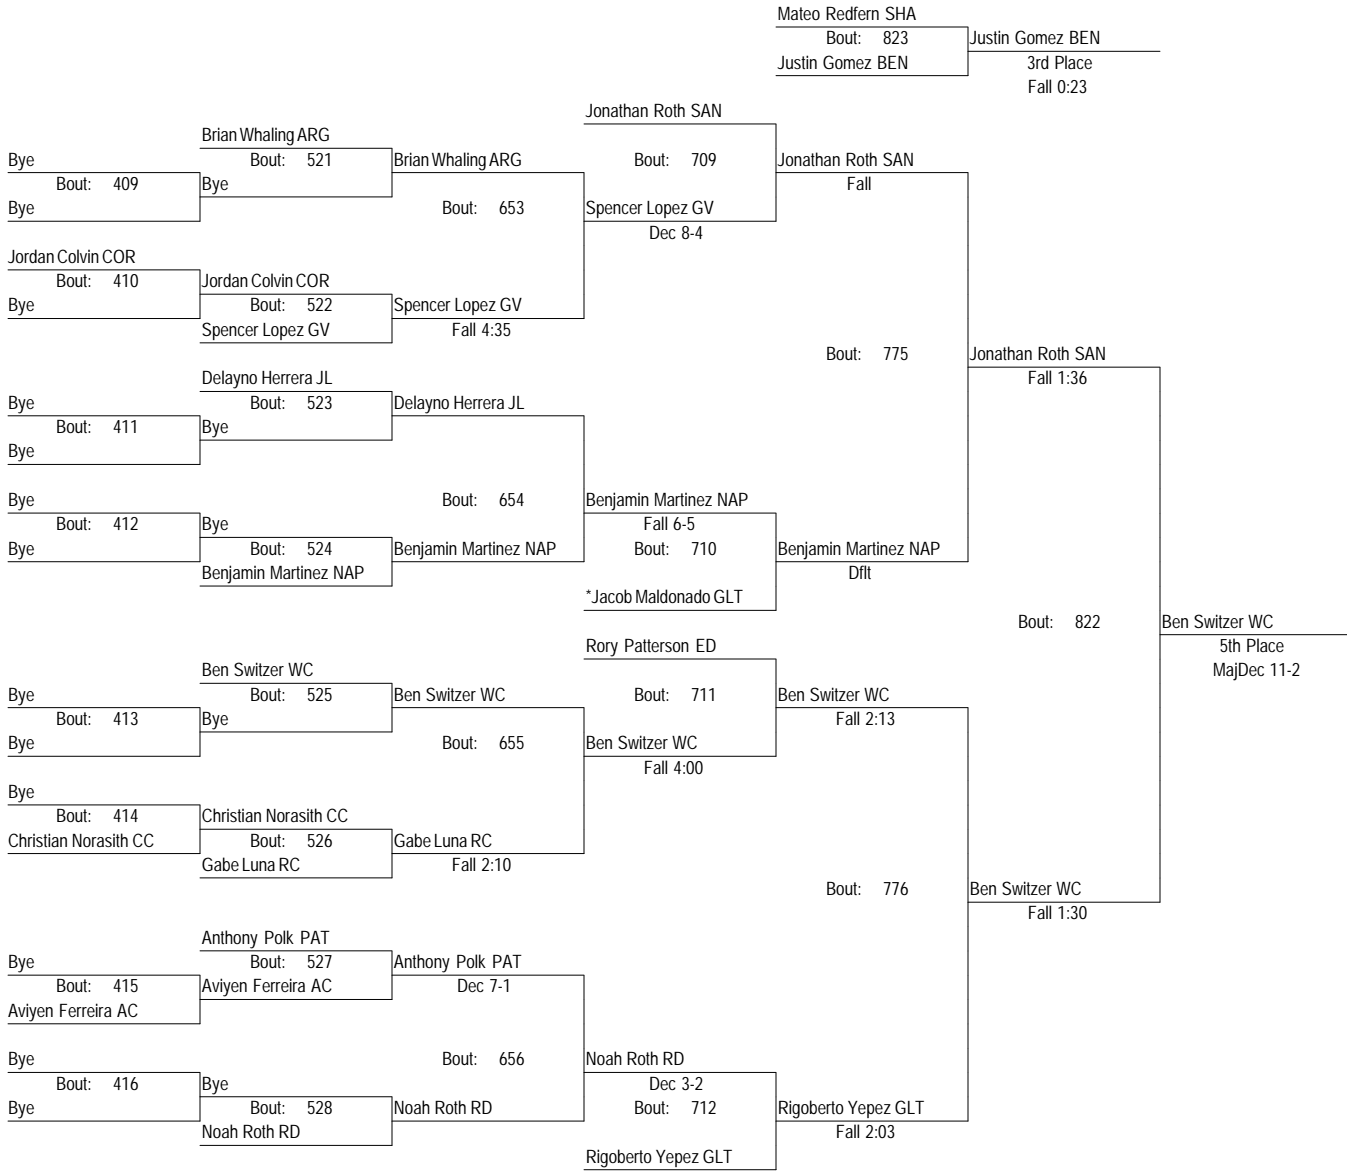 Mateo Redfern SHA
Bout: 823
Justin Gomez BEN
Justin Gomez BEN
3rd Place
Fall 0:23
Jonathan Roth SAN
Brian Whaling ARG
Bye
Bout: 521
Brian Whaling ARG
Bout: 709
Jonathan Roth SAN
Bout: 409
Bye
Fall
Bye
Bout: 653
Spencer Lopez GV
Dec 8-4
Jordan Colvin COR
Bout: 410
Jordan Colvin COR
Bye
Bout: 522
Spencer Lopez GV
Spencer Lopez GV
Fall 4:35
Bout: 775
Jonathan Roth SAN
Fall 1:36
Delayno Herrera JL
Bye
Bout: 523
Delayno Herrera JL
Bout: 411
Bye
Bye
Bye
Bout: 654
Benjamin Martinez NAP
Bout: 412
Bye
Fall 6-5
Bye
Bout: 524
Benjamin Martinez NAP
Bout: 710
Benjamin Martinez NAP
Benjamin Martinez NAP
Dflt
*Jacob Maldonado GLT
Bout: 822
Ben Switzer WC
5th Place
MajDec 11-2
Rory Patterson ED
Ben Switzer WC
Bye
Bout: 525
Ben Switzer WC
Bout: 711
Ben Switzer WC
Bout: 413
Bye
Fall 2:13
Bye
Bout: 655
Ben Switzer WC
Fall 4:00
Bye
Bout: 414
Christian Norasith CC
Christian Norasith CC
Bout: 526
Gabe Luna RC
Gabe Luna RC
Fall 2:10
Bout: 776
Ben Switzer WC
Fall 1:30
Anthony Polk PAT
Bye
Bout: 527
Anthony Polk PAT
Bout: 415
Aviyen Ferreira AC
Dec 7-1
Aviyen Ferreira AC
Bye
Bout: 656
Noah Roth RD
Bout: 416
Bye
Dec 3-2
Bye
Bout: 528
Noah Roth RD
Bout: 712
Rigoberto Yepez GLT
Noah Roth RD
Fall 2:03
Rigoberto Yepez GLT